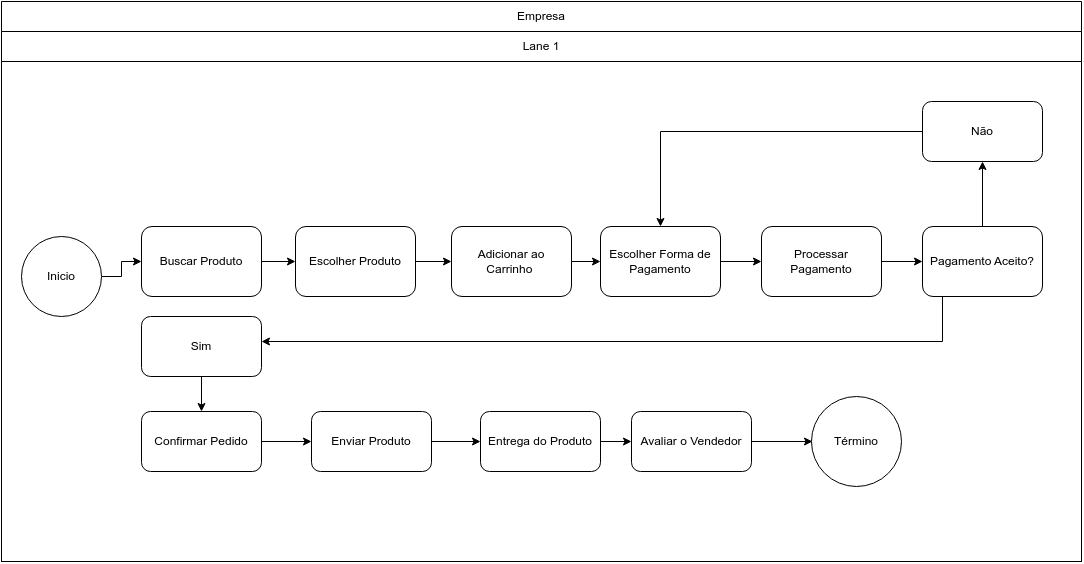 Empresa
Lane 1
Não
Inicio
Buscar Produto
Escolher Produto
Adicionar ao
Carrinho
Escolher Forma de
Pagamento
Processar
Pagamento
Pagamento Aceito?
Sim
Confirmar Pedido
Enviar Produto
Entrega do Produto
Avaliar o Vendedor
Término